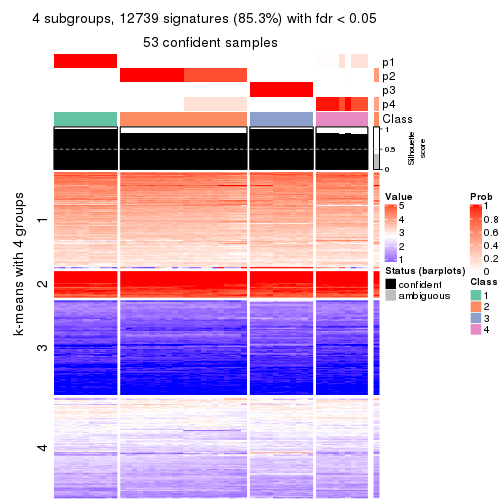 4 subgroups, 12739 signatures (85.3%) with fdr < 0.05
53 confident samples
p1
p2
p3
p4
Class
1
0.5
0
Silhouette
score
k-means with 4 groups
1
2
3
4
Value
5
4
3
2
1
Status (barplots)
confident
ambiguous
Prob
1
0.8
0.6
0.4
0.2
0
Class
1
2
3
4